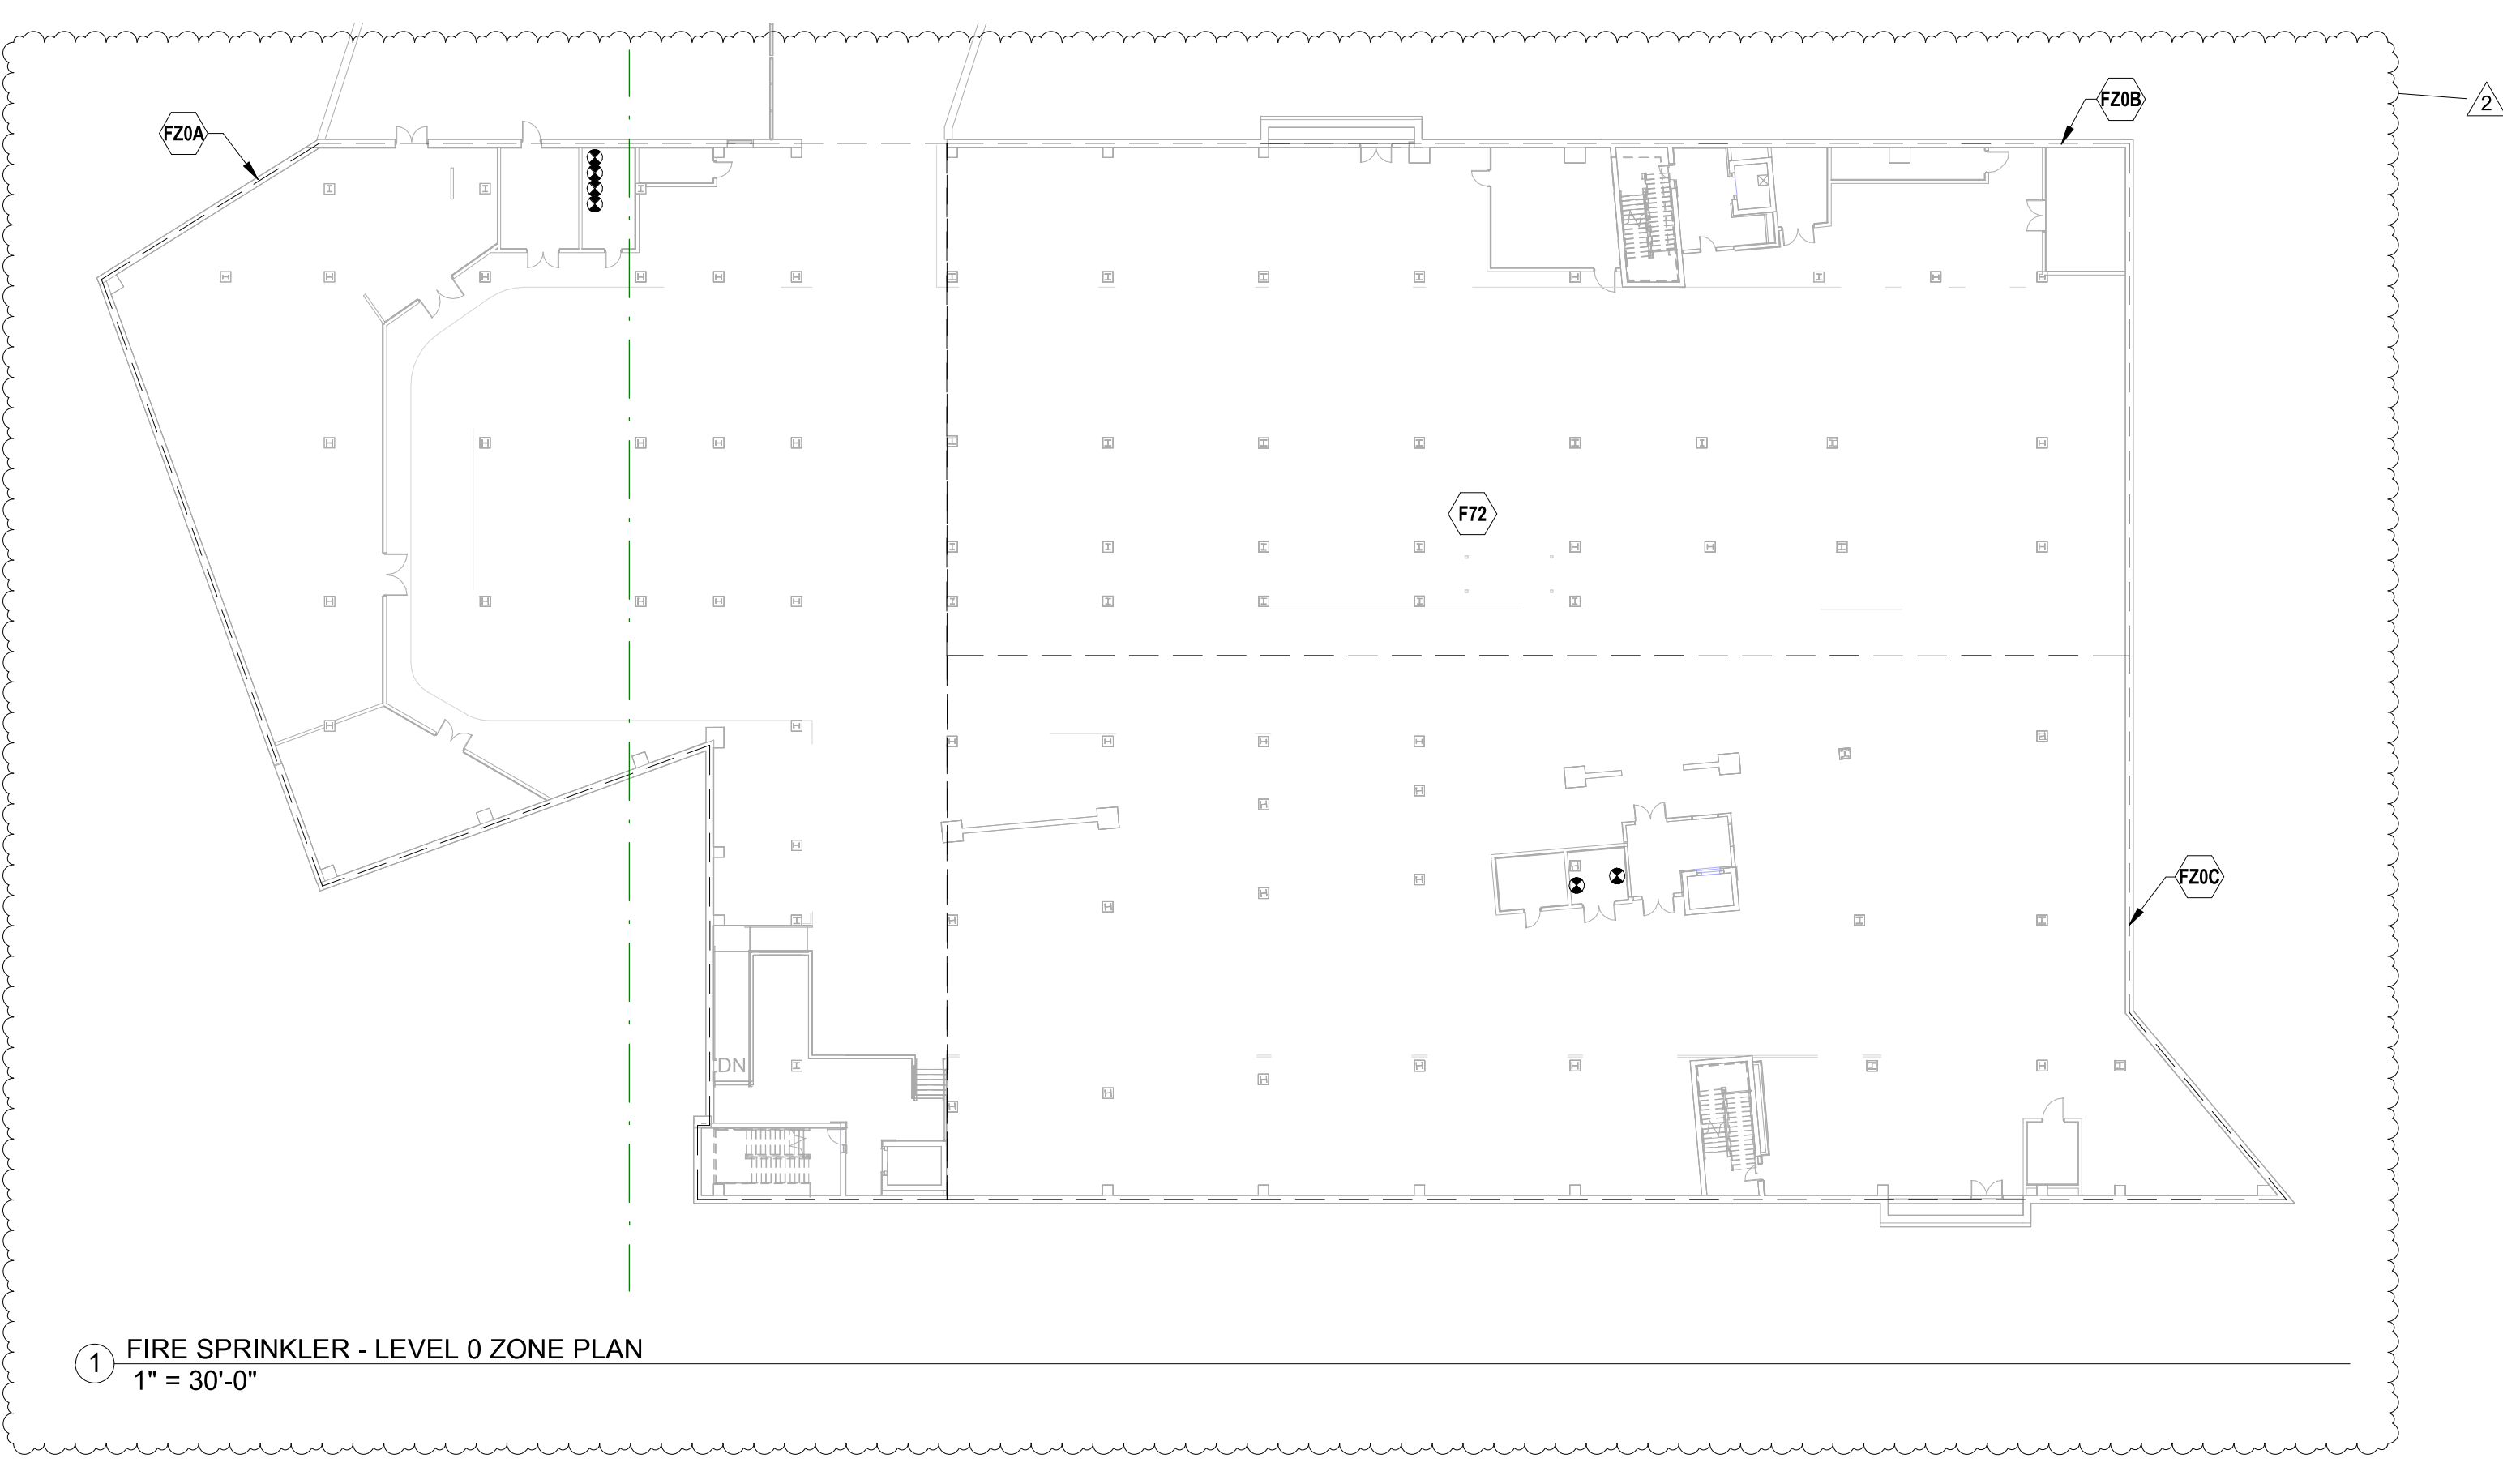 FZ0A
FZ0B
2
F72
FZ0C
DN
1
FIRE SPRINKLER - LEVEL 0 ZONE PLAN
1" = 30'-0"